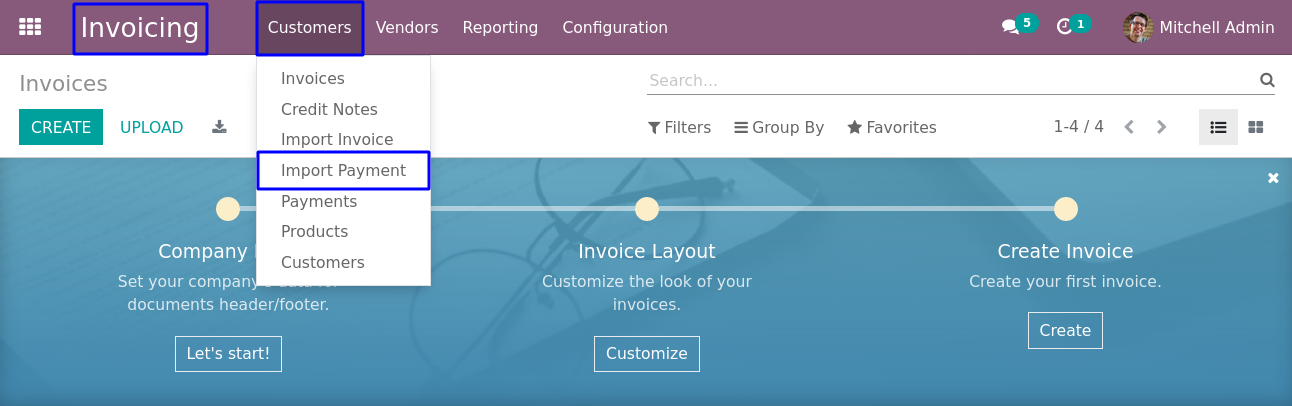 Invoicing Customers Vendors Reporting Configuration 5 1 Mitchell Admin
Invoices Search...
CREATE UPLOAD Filters Group By Favorites 1-4 / 4
Invoices
Credit Notes
Import Invoice
Import Payment
Payments
Products
Customers
Company
Set your company's data for
documents header/footer.
Let's start!
Invoice Layout
Customize the look of your
invoices.
Customize
Create Invoice
Create your first invoice.
Create